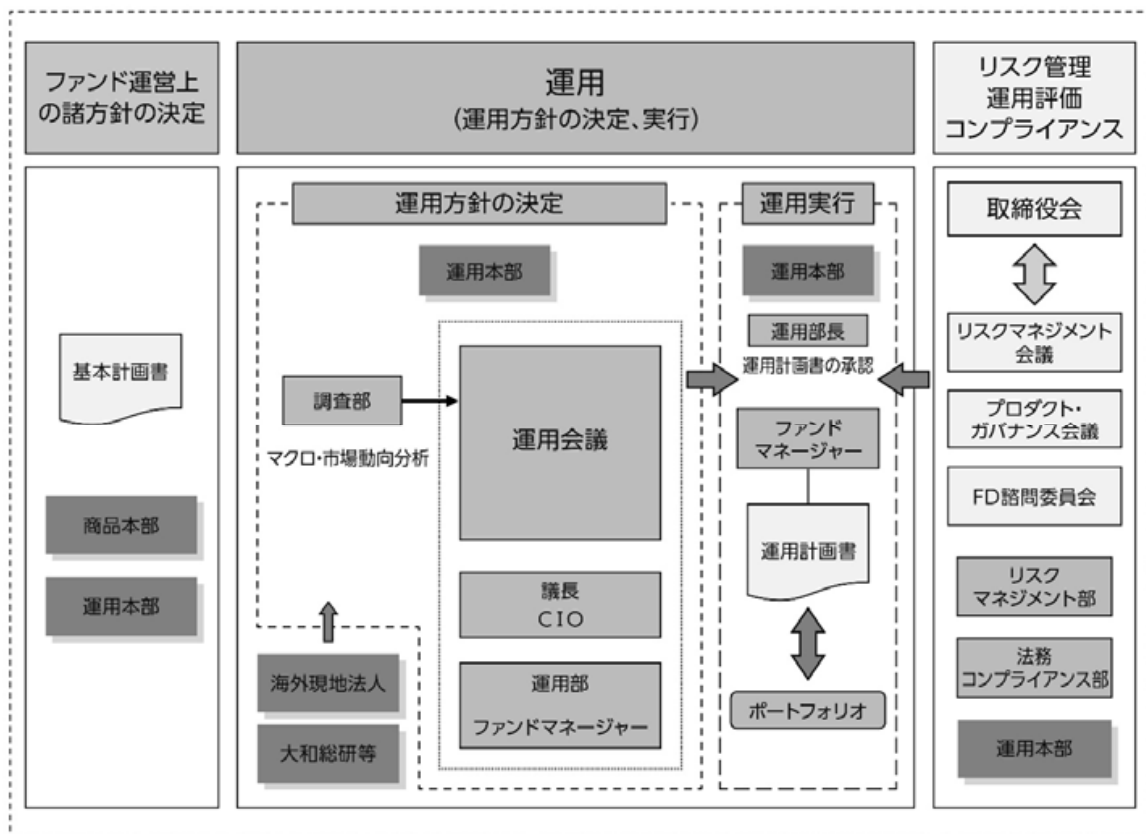 ファンド運営上
の諸方針の決定
基本計画書
商品本部
運用本部
運用
(運用方針の決定、実行)
運用方針の決定
運用本部
調査部
マクロ・市場動向分析
運用会議
議長
CIO
運用部
ファンドマネージャー
海外現地法人
大和総研等
運用実行
運用本部
運用部長
運用計画書の承認
ファンド
マネージャー
運用計画書
ポートフォリオ
リスク管理
運用評価
コンプライアンス
取締役会
リスクマネジメント
会議
プロダクト・
ガバナンス会議
FD諮問委員会
リスク
マネジメント部
法務
コンプライアンス部
運用本部